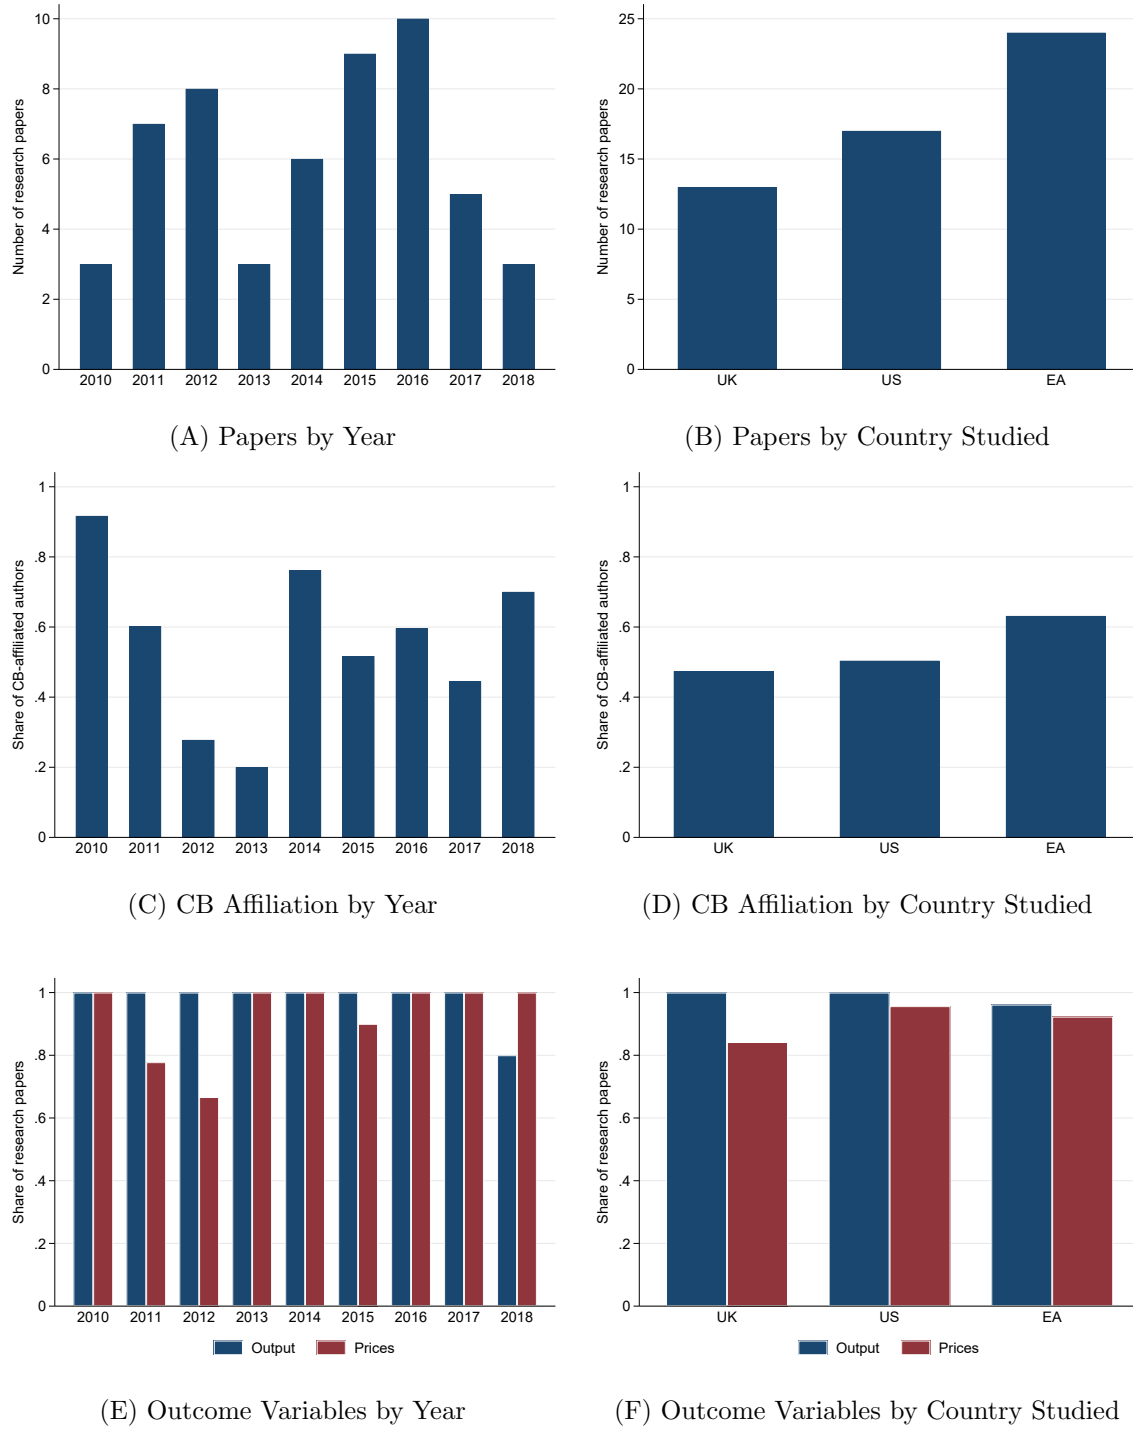 Number of research papers
10
8
6
4
2
0
2010 2011 2012 2013 2014 2015 2016 2017 2018
(A) Papers by Year
Number of research papers
25
20
15
10
5
0
UK US EA
(B) Papers by Country Studied
Share of CB-affiliated authors
1
.8
.6
.4
.2
0
2010 2011 2012 2013 2014 2015 2016 2017 2018
(C) CB Affiliation by Year
Share of CB-affiliated authors
1
.8
.6
.4
.2
0
UK US EA
(D) CB Affiliation by Country Studied
Share of research papers
1
.8
.6
.4
.2
0
2010 2011 2012 2013 2014 2015 2016 2017 2018
Output Prices
(E) Outcome Variables by Year
Share of research papers
1
.8
.6
.4
.2
0
UK US EA
Output Prices
(F) Outcome Variables by Country Studied